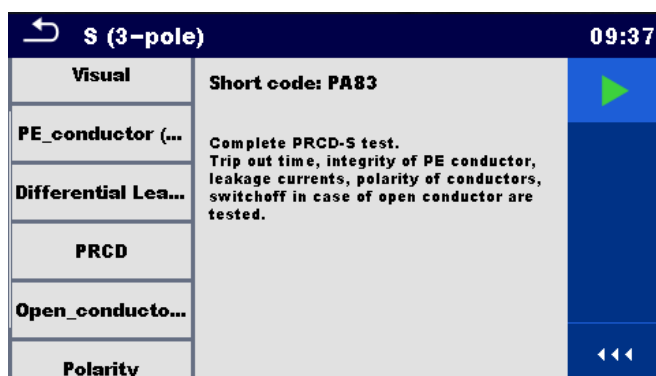 S (3-pole)
09:37
Visual
PE_conductor (...
Differential Lea...
PRCD
Open_conducto...
Polarity
Short code: PA83
Complete PRCD-S test.
Trip out time, integrity of PE conductor,
leakage currents, polarity of conductors,
switchoff in case of open conductor are
tested.